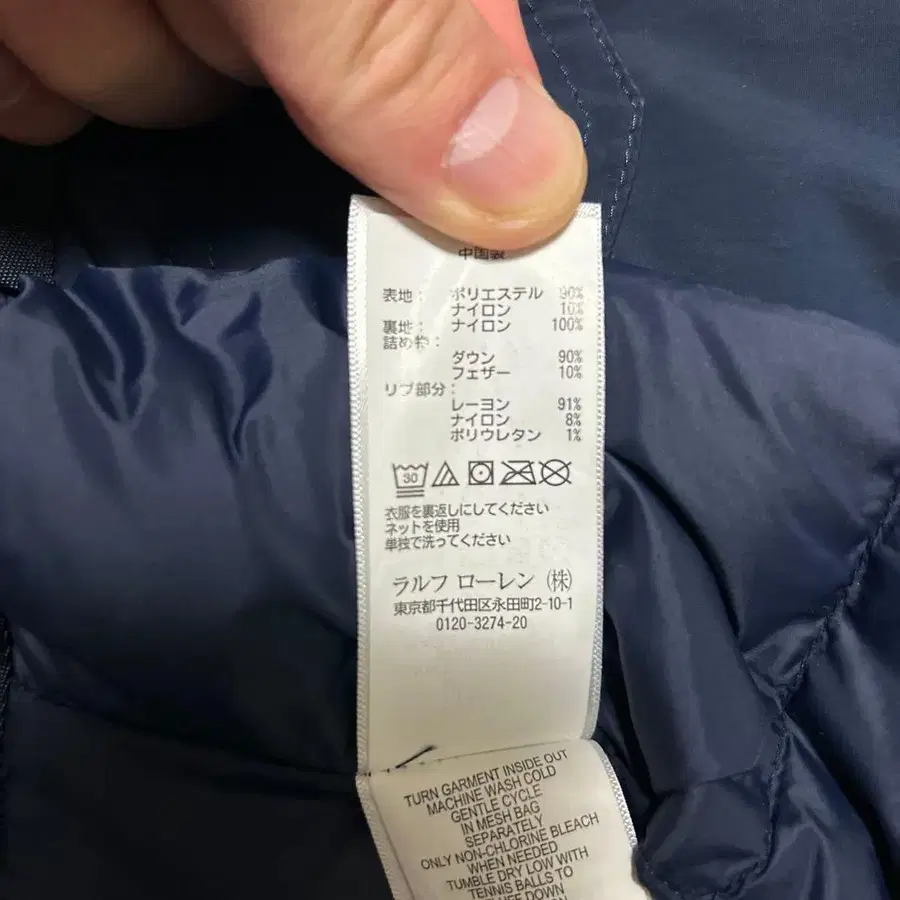 中国製
表地: ポリエステル 90%
ナイロン 10%
裏地: ナイロン 100%
詰め物:
ダウン 90%
フェザー 10%
リブ部分:
レーヨン 91%
ナイロン 8%
ポリウレタン 1%
30
衣服を裏返しにしてください
ネットを使用
単独で洗ってください
ラルフ ローレン (株)
東京都千代田区永田町2-10-1
0120-3274-20
TURN GARMENT INSIDE OUT
MACHINE WASH COLD
GENTLE CYCLE
IN MESH BAG
SEPARATELY
ONLY NON-CHLORINE BLEACH
WHEN NEEDED
TUMBLE DRY LOW WITH
TENNIS BALLS TO
DOWN